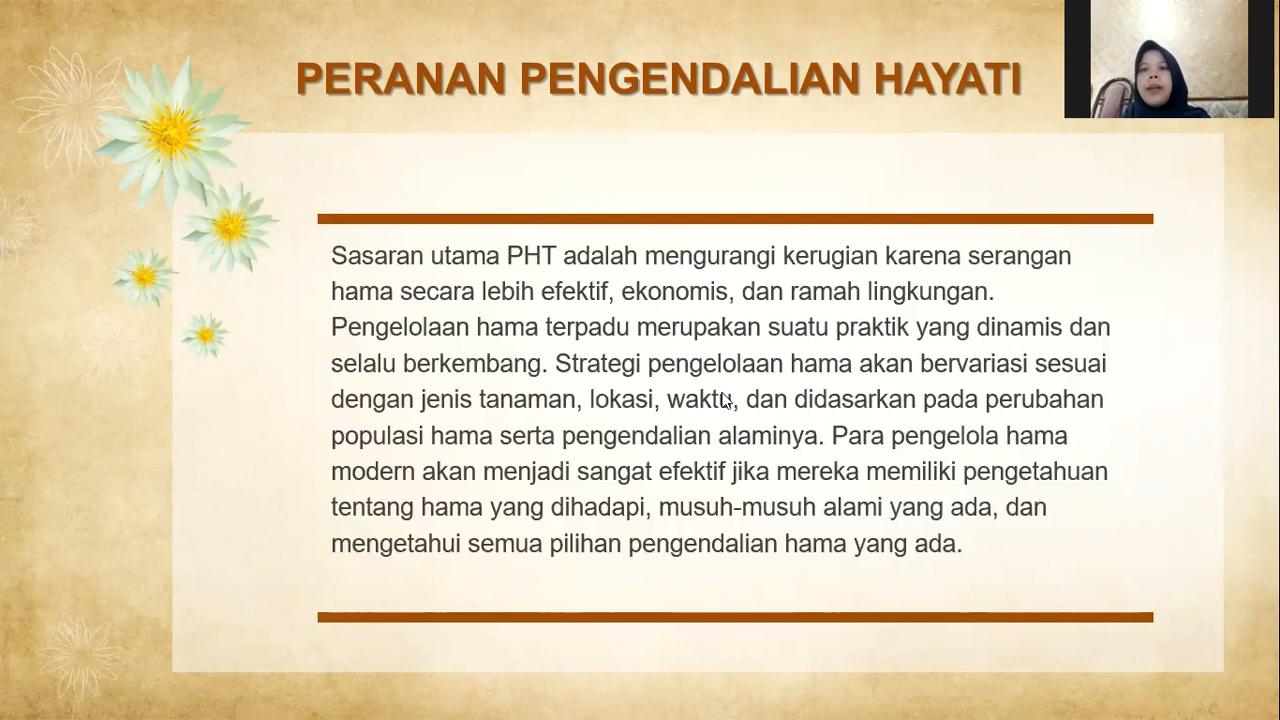 PERANAN PENGENDALIAN HAYATI
Sasaran utama PHT adalah mengurangi kerugian karena serangan
hama secara lebih efektif, ekonomis, dan ramah lingkungan.
Pengelolaan hama terpadu merupakan suatu praktik yang dinamis dan
selalu berkembang. Strategi pengelolaan hama akan bervariasi sesuai
dengan jenis tanaman, lokasi, waktu, dan didasarkan pada perubahan
populasi hama serta pengendalian alaminya. Para pengelola hama
modern akan menjadi sangat efektif jika mereka memiliki pengetahuan
tentang hama yang dihadapi, musuh-musuh alami yang ada, dan
mengetahui semua pilihan pengendalian hama yang ada.